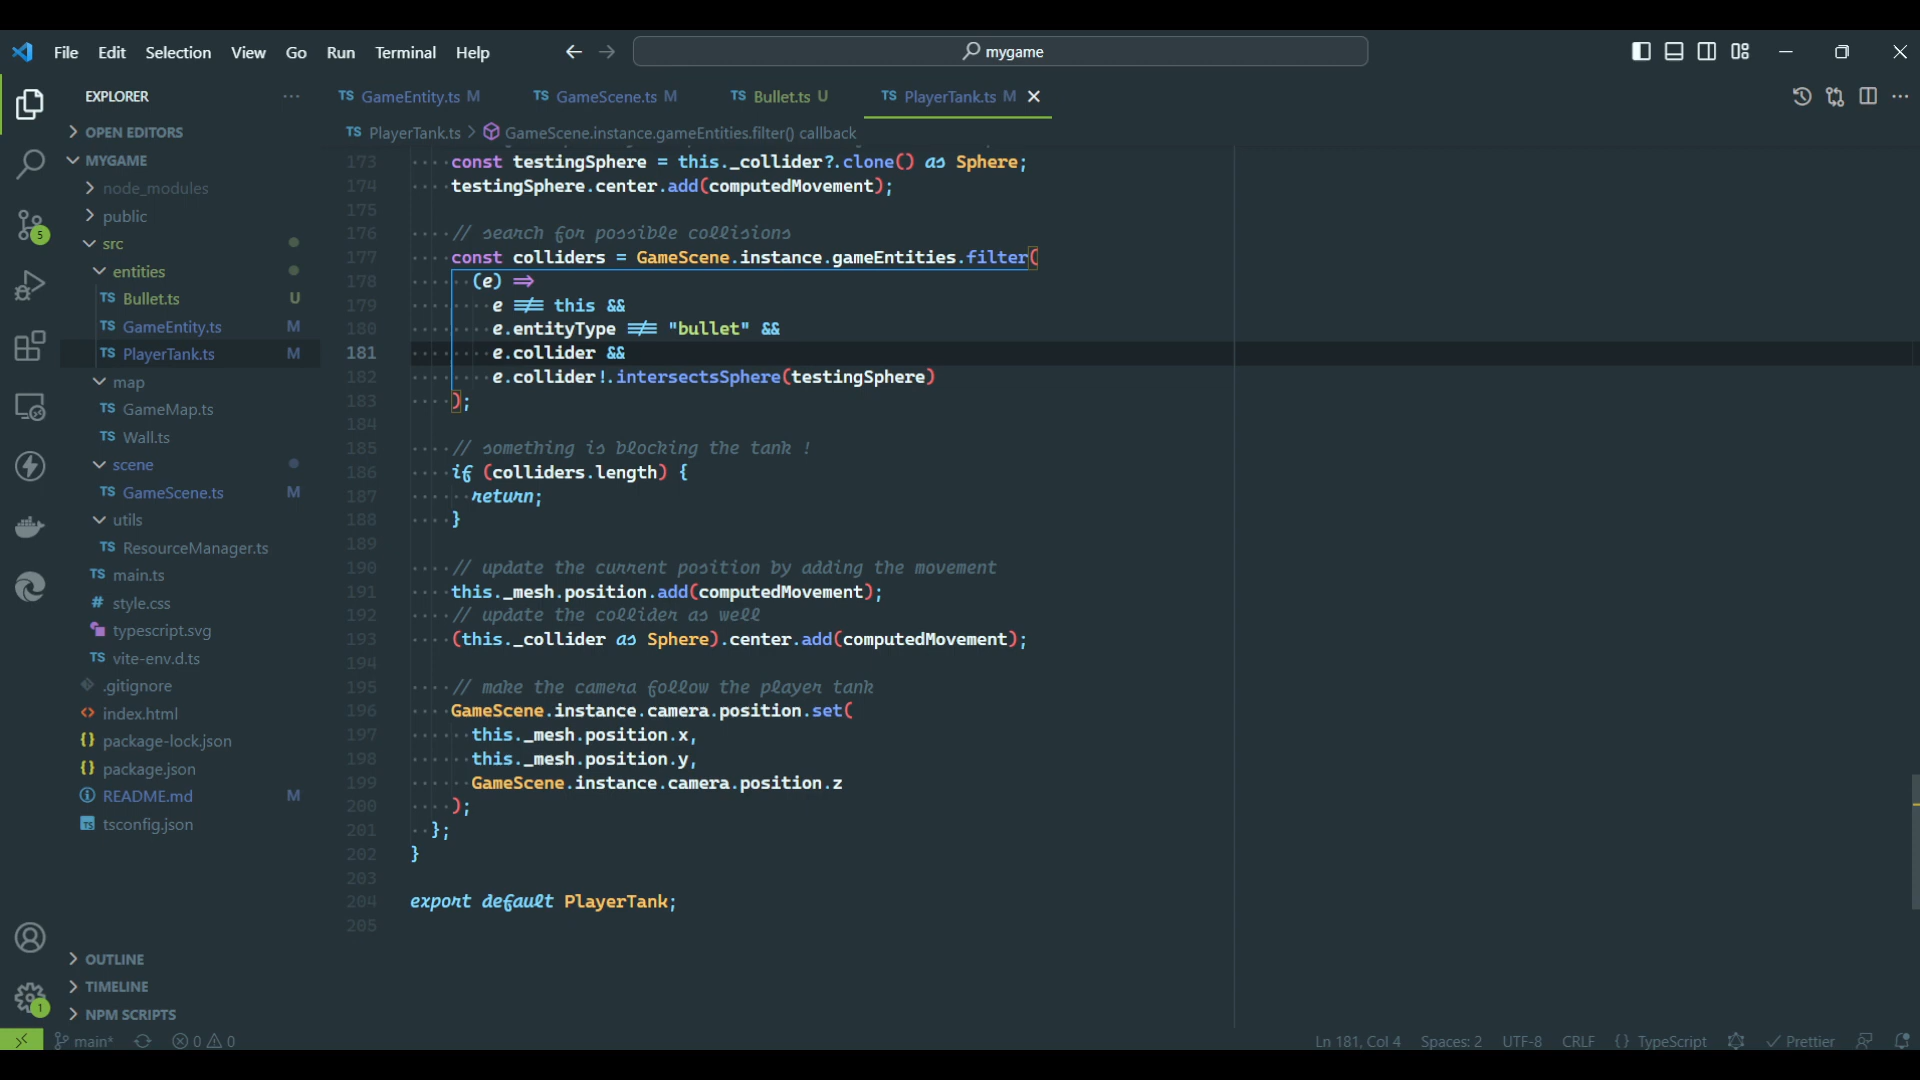 File Edit Selection View Go Run Terminal Help
mygame
EXPLORER
OPEN EDITORS
MYGAME
node_modules
public
src
entities
TS Bullet.ts U
TS GameEntity.ts M
TS PlayerTank.ts M
map
TS GameMap.ts
TS Wall.ts
scene
TS GameScene.ts M
utils
TS ResourceManager.ts
TS main.ts
# style.css
typescript.svg
TS vite-env.d.ts
.gitignore
<> index.html
{} package-lock.json
{} package.json
README.md M
TS tsconfig.json
OUTLINE
TIMELINE
NPM SCRIPTS
5
1
TS GameEntity.ts M TS GameScene.ts M TS Bullet.ts U TS PlayerTank.ts M
TS PlayerTank.ts > GameScene.instance.gameEntities.filter() callback
173 const testingSphere = this._collider?.clone() as Sphere;
174 testingSphere.center.add(computedMovement);
175
176 // search for possible collisions
177 const colliders = GameScene.instance.gameEntities.filter(
178 (e) =>
179 e !== this &&
180 e.entityType !== "bullet" &&
181 e.collider &&
182 e.collider!.intersectsSphere(testingSphere)
183 );
184
185 // something is blocking the tank !
186 if (colliders.length) {
187 return;
188 }
189
190 // update the current position by adding the movement
191 this._mesh.position.add(computedMovement);
192 // update the collider as well
193 (this._collider as Sphere).center.add(computedMovement);
194
195 // make the camera follow the player tank
196 GameScene.instance.camera.position.set(
197 this._mesh.position.x,
198 this._mesh.position.y,
199 GameScene.instance.camera.position.z
200 );
201 };
202 }
203
204 export default PlayerTank;
205
main* 0 0 Ln 181, Col 4 Spaces: 2 UTF-8 CRLF {} TypeScript Prettier